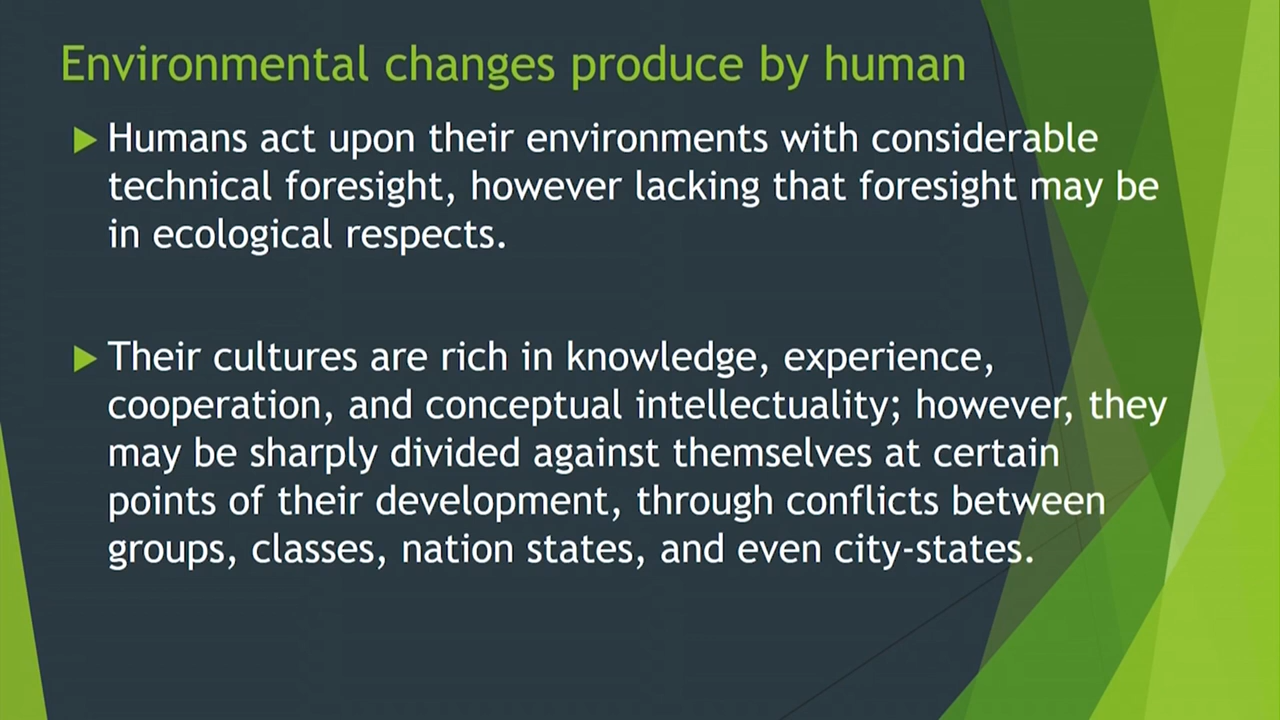 Environmental changes produce by human
Humans act upon their environments with considerable
technical foresight, however lacking that foresight may be
in ecological respects.
Their cultures are rich in knowledge, experience,
cooperation, and conceptual intellectuality; however, they
may be sharply divided against themselves at certain
points of their development, through conflicts between
groups, classes, nation states, and even city-states.